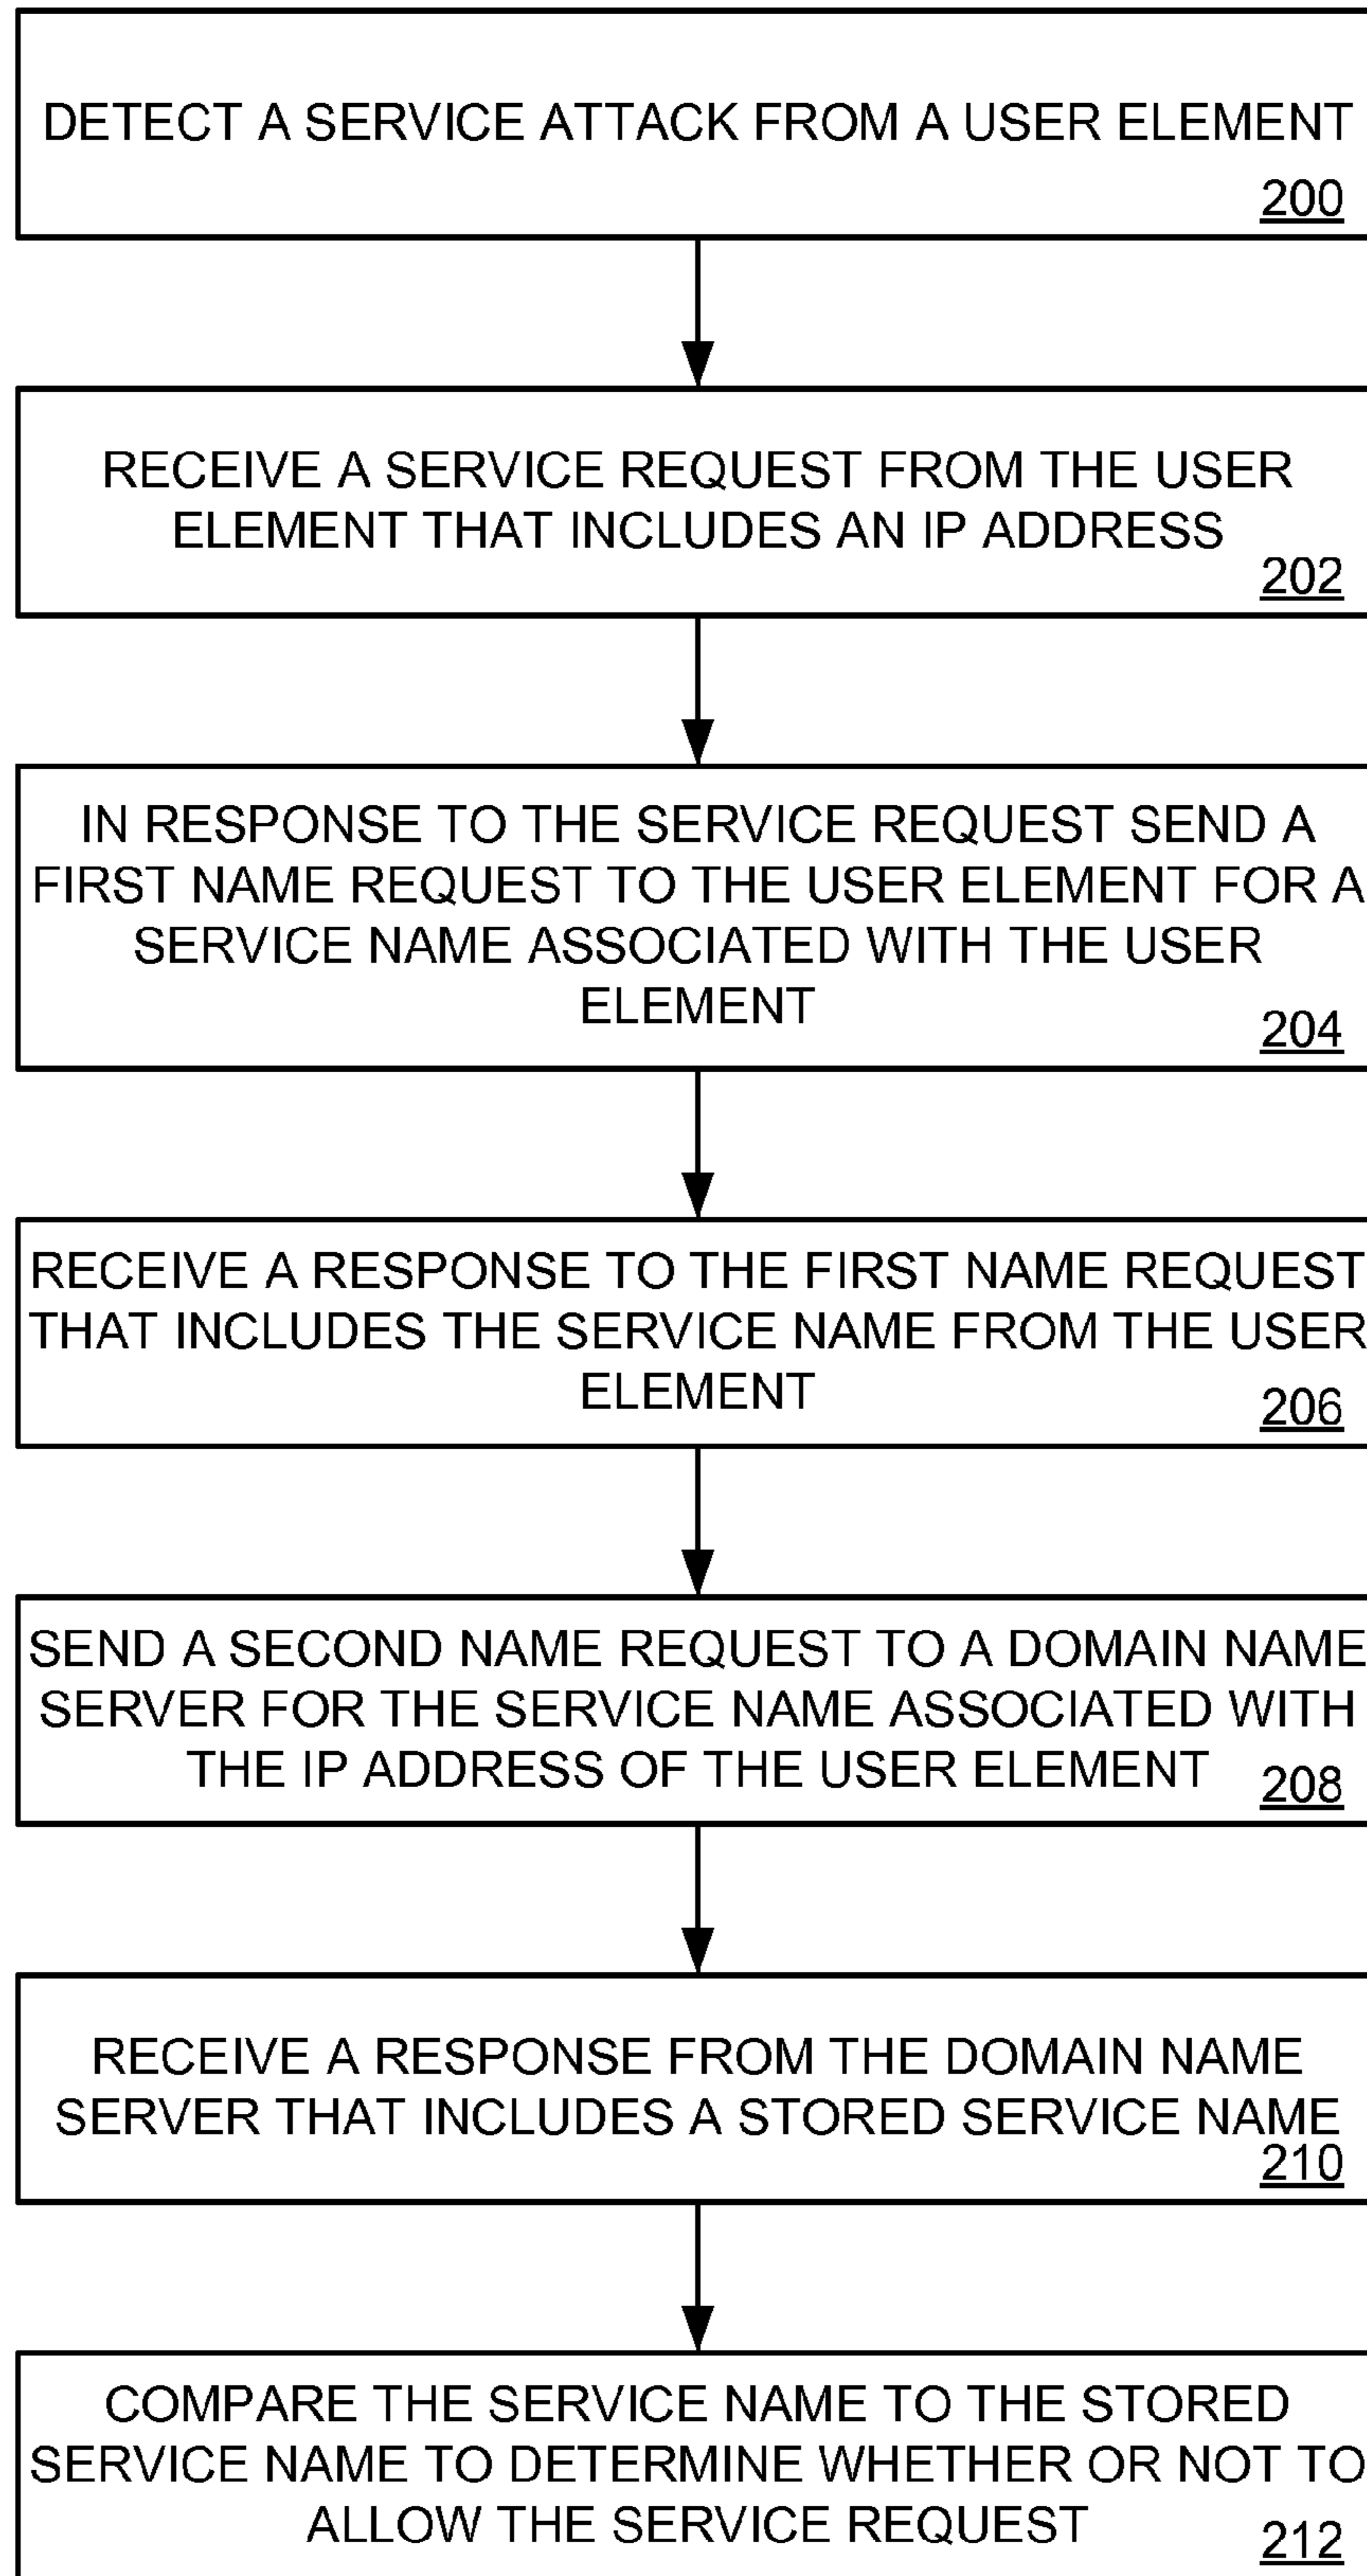 DETECT A SERVICE ATTACK FROM A USER ELEMENT
200
RECEIVE A SERVICE REQUEST FROM THE USER
ELEMENT THAT INCLUDES AN IP ADDRESS
202
IN RESPONSE TO THE SERVICE REQUEST SEND A
FIRST NAME REQUEST TO THE USER ELEMENT FOR A
SERVICE NAME ASSOCIATED WITH THE USER
ELEMENT
204
RECEIVE A RESPONSE TO THE FIRST NAME REQUEST
THAT INCLUDES THE SERVICE NAME FROM THE USER
ELEMENT
206
SEND A SECOND NAME REQUEST TO A DOMAIN NAME
SERVER FOR THE SERVICE NAME ASSOCIATED WITH
THE IP ADDRESS OF THE USER ELEMENT
208
RECEIVE A RESPONSE FROM THE DOMAIN NAME
SERVER THAT INCLUDES A STORED SERVICE NAME
210
COMPARE THE SERVICE NAME TO THE STORED
SERVICE NAME TO DETERMINE WHETHER OR NOT TO
ALLOW THE SERVICE REQUEST
212